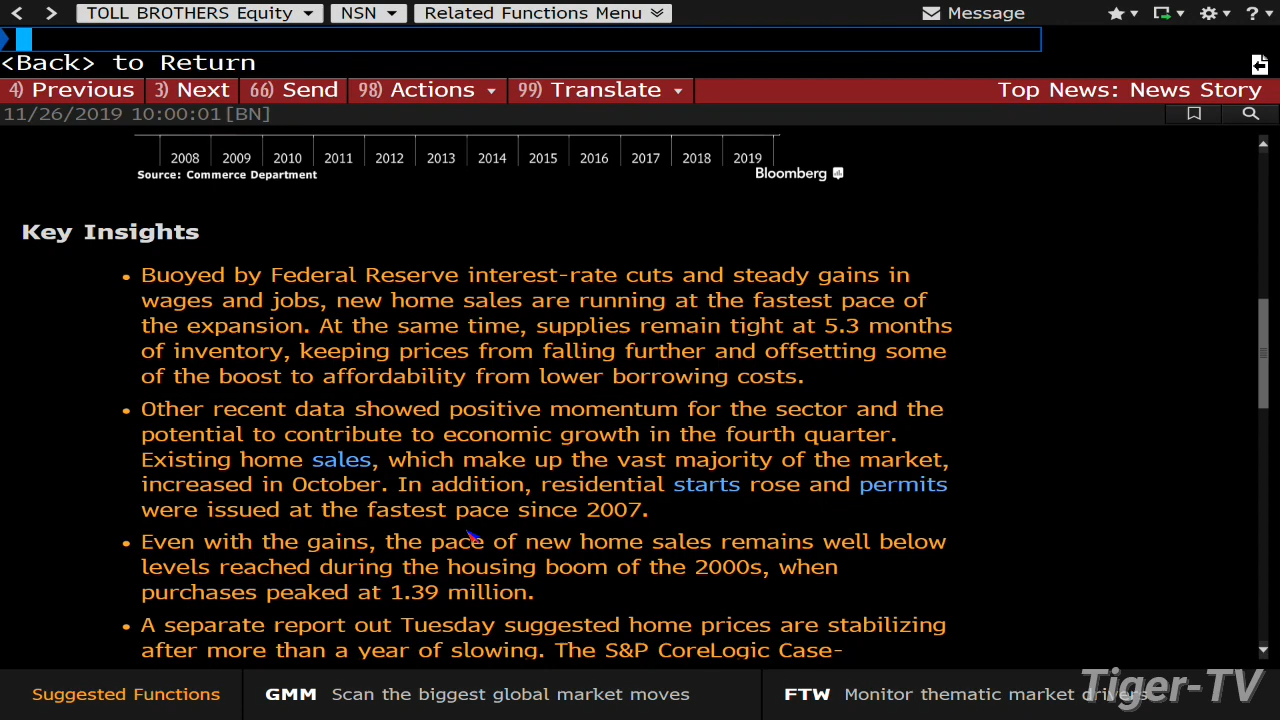 TOLL BROTHERS Equity NSN Related Functions Menu Message ?
<Back> to Return
4) Previous 3) Next 66) Send 98) Actions 99) Translate Top News: News Story
11/26/2019 10:00:01[BN]
2008 2009 2010 2011 2012 2013 2014 2015 2016 2017 2018 2019
Source: Commerce Department Bloomberg
Key Insights
• Buoyed by Federal Reserve interest-rate cuts and steady gains in
wages and jobs, new home sales are running at the fastest pace of
the expansion. At the same time, supplies remain tight at 5.3 months
of inventory, keeping prices from falling further and offsetting some
of the boost to affordability from lower borrowing costs.
• Other recent data showed positive momentum for the sector and the
potential to contribute to economic growth in the fourth quarter.
Existing home sales, which make up the vast majority of the market,
increased in October. In addition, residential starts rose and permits
were issued at the fastest pace since 2007.
• Even with the gains, the pace of new home sales remains well below
levels reached during the housing boom of the 2000s, when
purchases peaked at 1.39 million.
• A separate report out Tuesday suggested home prices are stabilizing
after more than a year of slowing. The S&P CoreLogic Case-
Suggested Functions GMM Scan the biggest global market moves FTW Monitor thematic market drivers
Tiger-TV